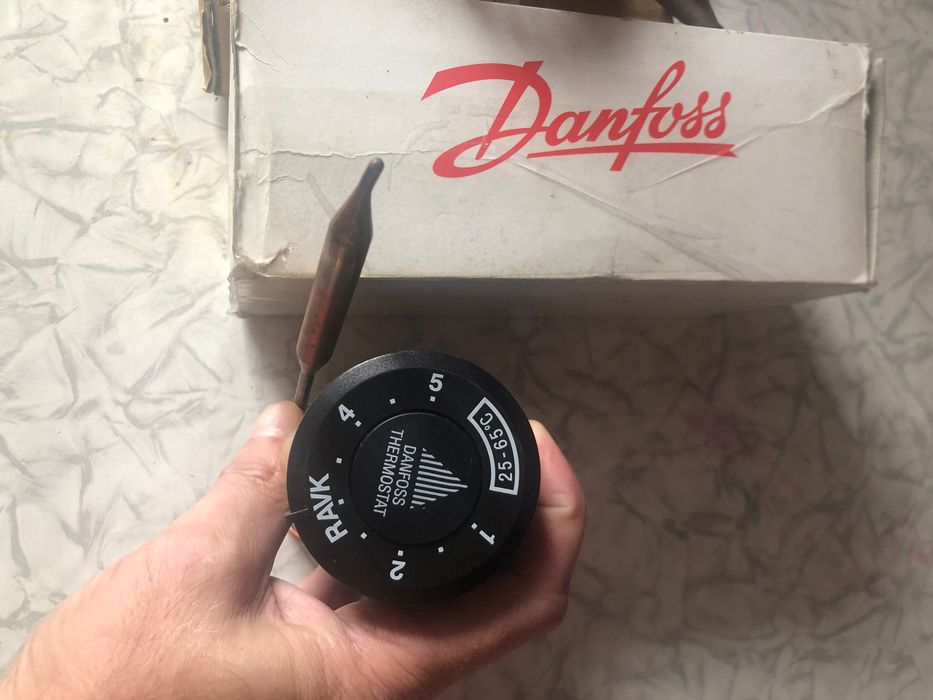 Danfoss
5
4
25-65°C
DANFOSS
THERMOSTAT
RAVK
1
2